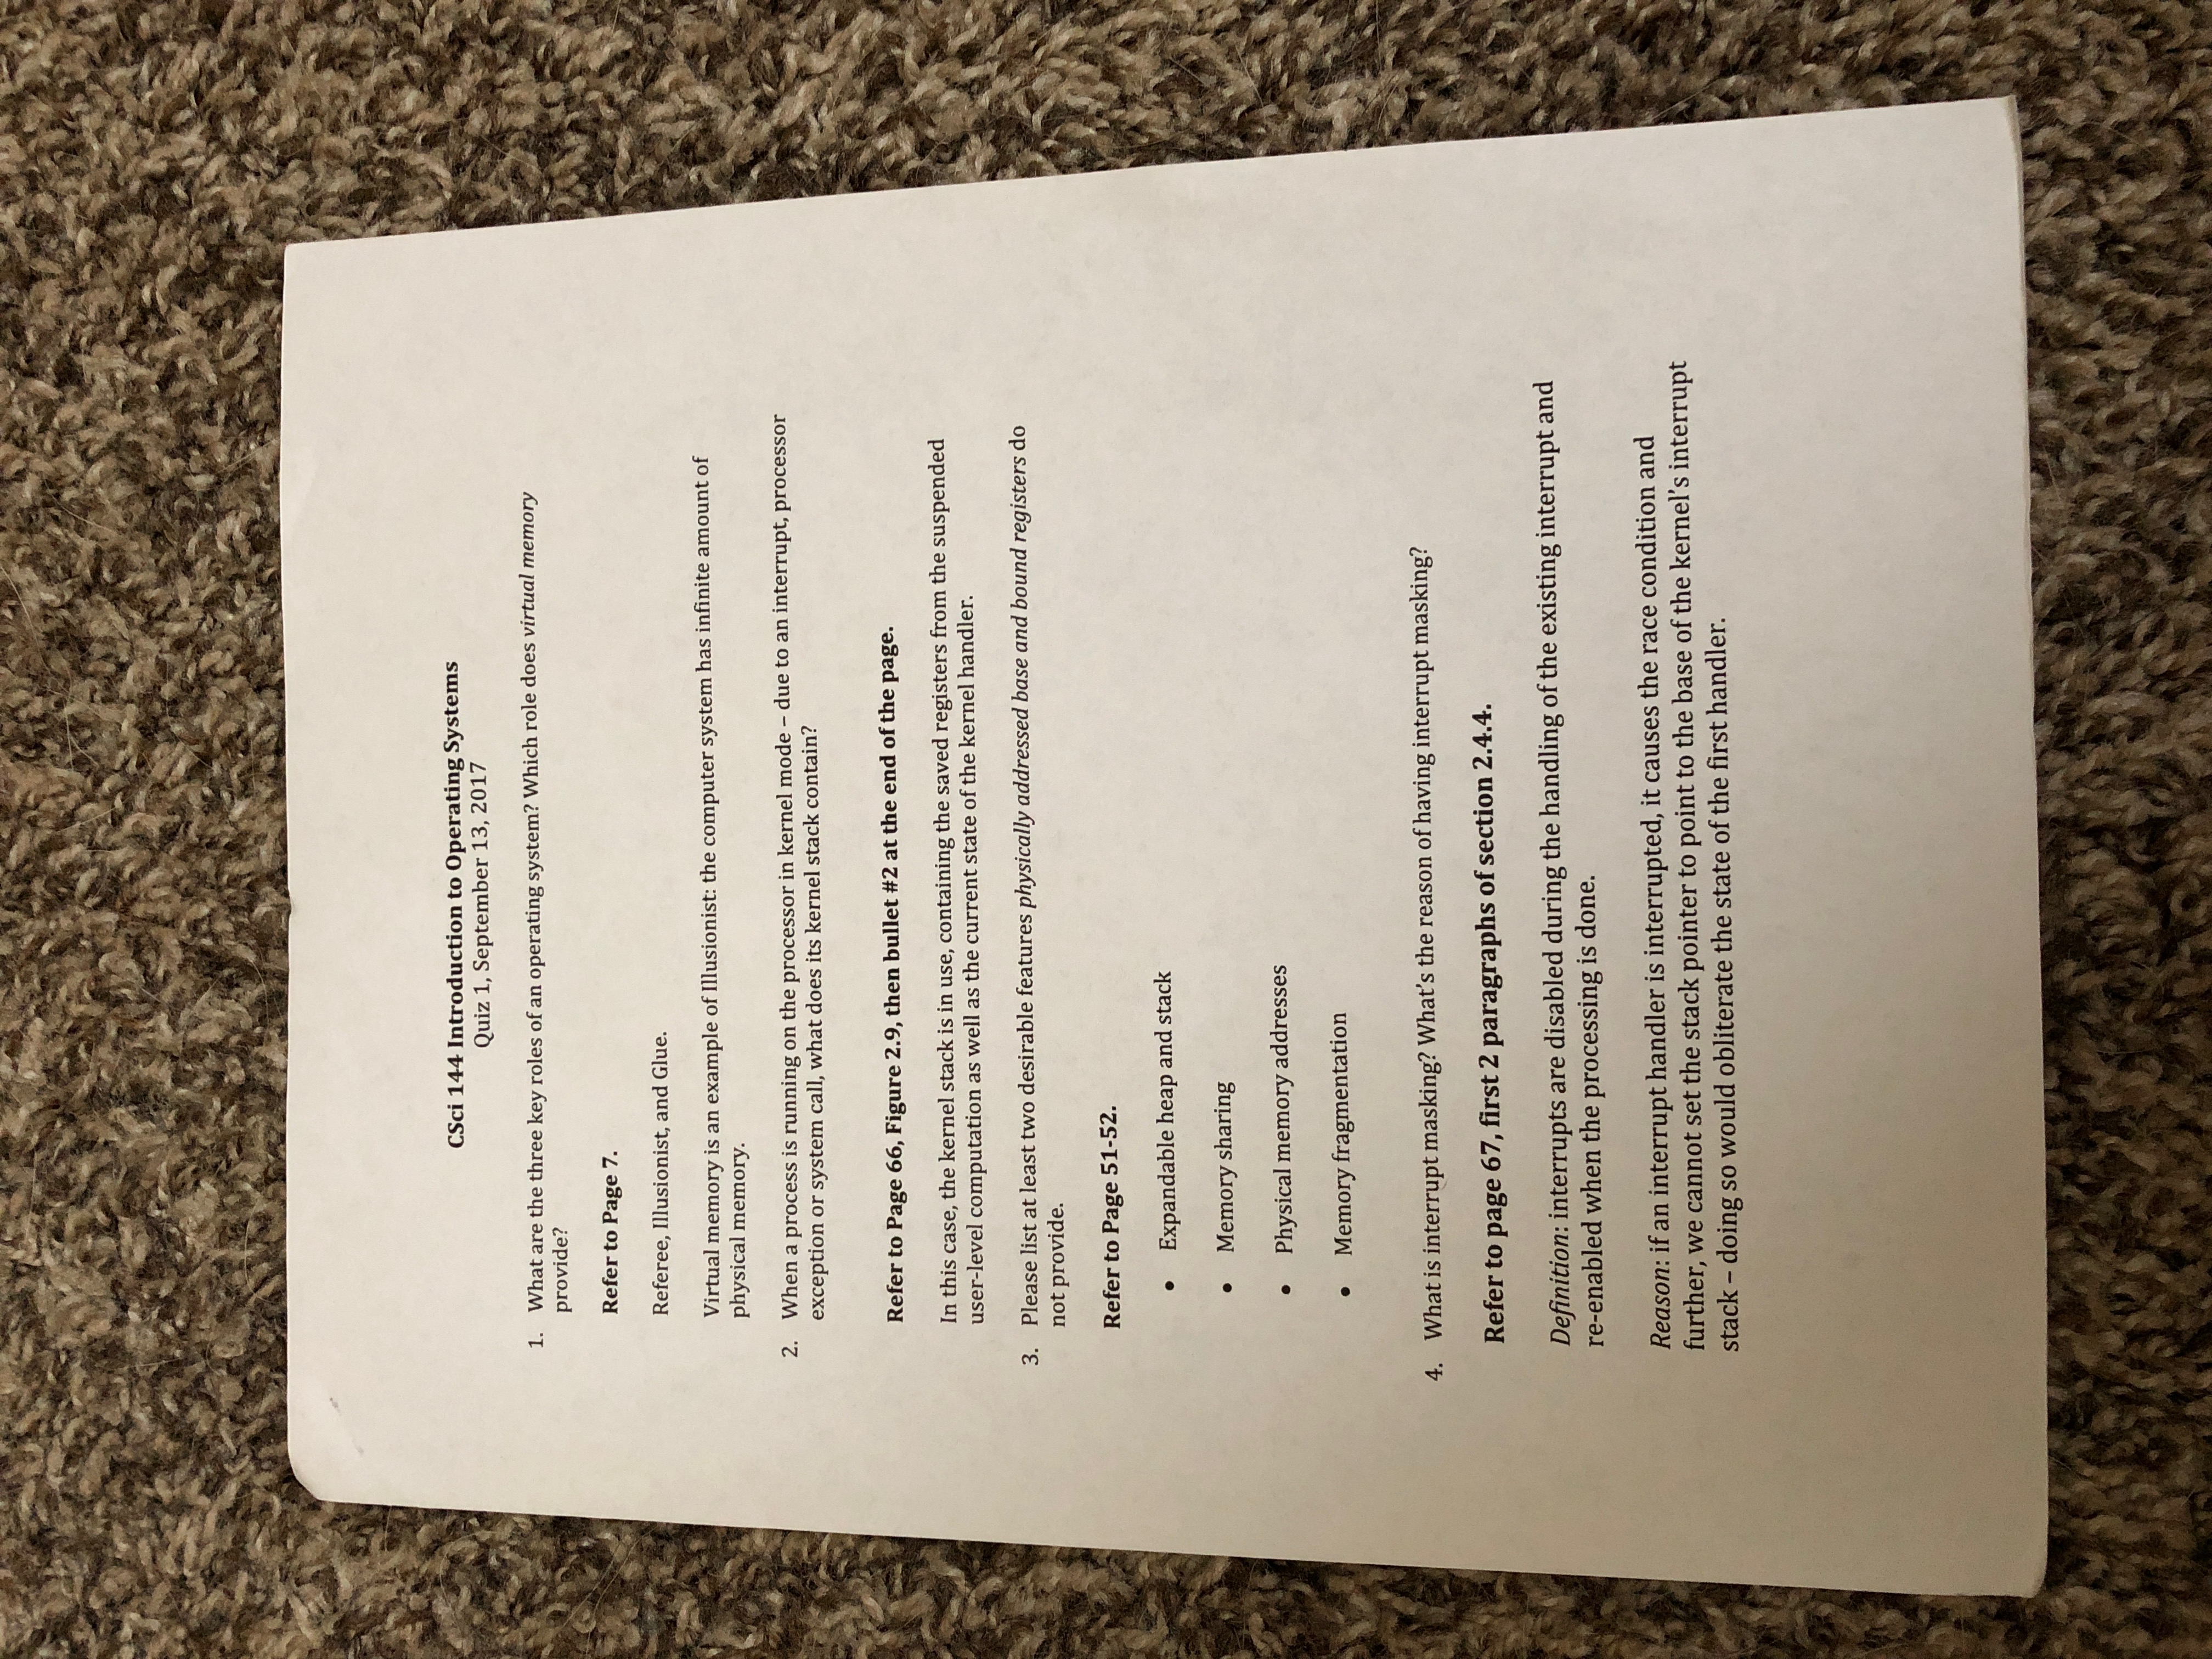 CSci 144 Introduction to Operating Systems
Quiz 1, September 13, 2017
1. What are the three key roles of an operating system? Which role does virtual memory
provide?
Refer to Page 7.
Referee, Illusionist, and Glue.
Virtual memory is an example of Illusionist: the computer system has infinite amount of
physical memory.
2. When a process is running on the processor in kernel mode – due to an interrupt, processor
exception or system call, what does its kernel stack contain?
Refer to Page 66, Figure 2.9, then bullet #2 at the end of the page.
In this case, the kernel stack is in use, containing the saved registers from the suspended
user-level computation as well as the current state of the kernel handler.
3. Please list at least two desirable features physically addressed base and bound registers do
not provide.
Refer to Page 51-52.
• Expandable heap and stack
• Memory sharing
• Physical memory addresses
• Memory fragmentation
4. What is interrupt masking? What's the reason of having interrupt masking?
Refer to page 67, first 2 paragraphs of section 2.4.4.
Definition: interrupts are disabled during the handling of the existing interrupt and
re-enabled when the processing is done.
Reason: if an interrupt handler is interrupted, it causes the race condition and
further, we cannot set the stack pointer to point to the base of the kernel's interrupt
stack – doing so would obliterate the state of the first handler.